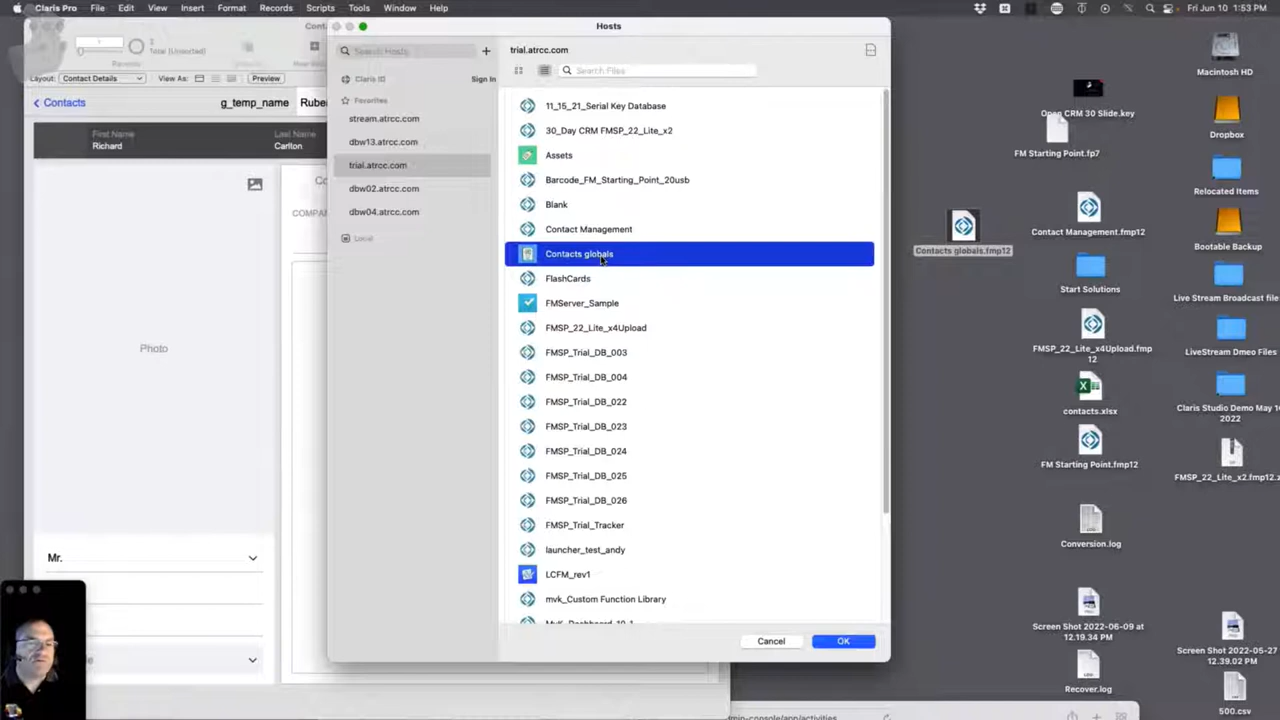 Claris Pro File Edit View Insert Format Records Scripts Tools Window Help
Fri Jun 10 1:53 PM
Hosts
Total (Unsorted)
Layout: Contact Details View As: Preview
Contacts
g_temp_name
First Name
Richard
Last Name
Carlton
Photo
Mr.
Search Hosts
Claris ID
Sign In
Favorites
stream.atrcc.com
dbw13.atrcc.com
trial.atrcc.com
dbw02.atrcc.com
dbw04.atrcc.com
Local
trial.atrcc.com
Search Files
11_15_21_Serial Key Database
30_Day CRM FMSP_22_Lite_x2
Assets
Barcode_FM_Starting_Point_20usb
Blank
Contact Management
Contacts globals
FlashCards
FMServer_Sample
FMSP_22_Lite_x4Upload
FMSP_Trial_DB_003
FMSP_Trial_DB_004
FMSP_Trial_DB_022
FMSP_Trial_DB_023
FMSP_Trial_DB_024
FMSP_Trial_DB_025
FMSP_Trial_DB_026
FMSP_Trial_Tracker
launcher_test_andy
LCFM_rev1
mvk_Custom Function Library
Cancel
OK
Contacts globals.fmp12
Open CRM 30 Slide.key
FM Starting Point.fp7
Contact Management.fmp12
Start Solutions
FMSP_22_Lite_x4Upload.fmp
12
contacts.xlsx
FM Starting Point.fmp12
Conversion.log
Screen Shot 2022-06-09 at
12.19.34 PM
Recover.log
Macintosh HD
Dropbox
Relocated Items
Bootable Backup
Live Stream Broadcast file
LiveStream Dmeo Files
Claris Studio Demo May 1
2022
FMSP_22_Lite_x2.fmp12.z
Screen Shot 2022-05-27
12.39.02 PM
500.csv